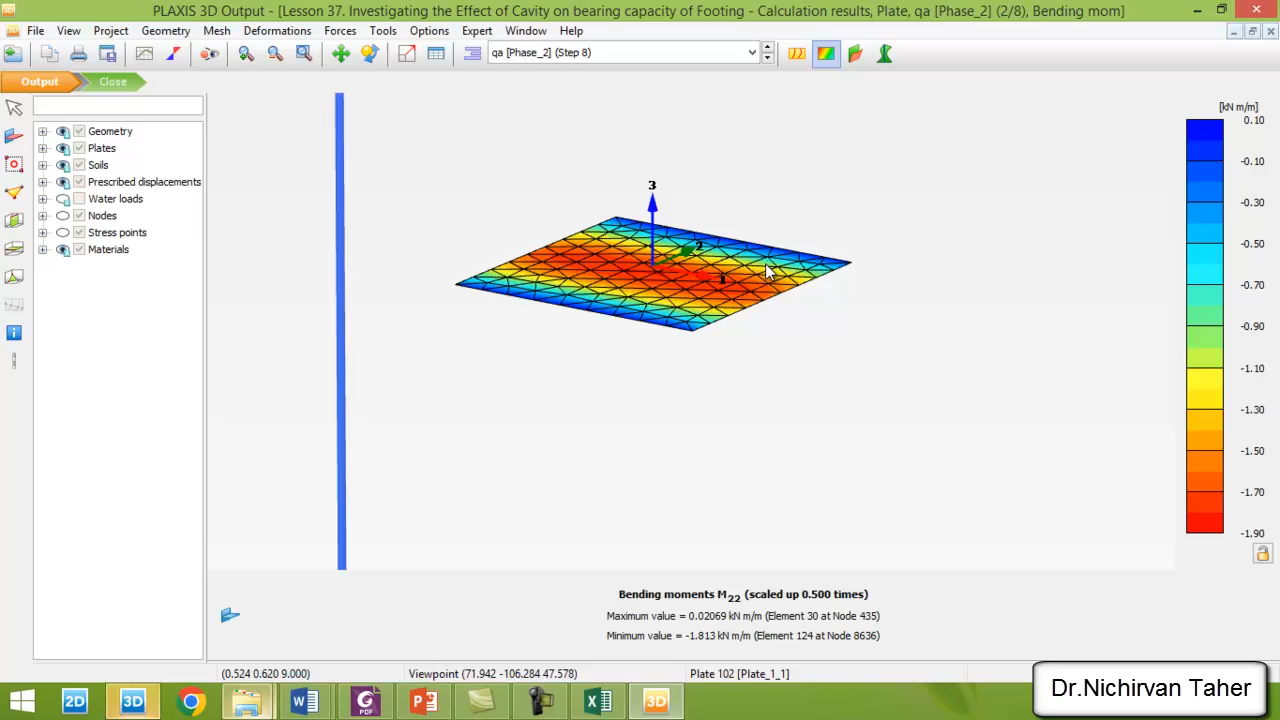 PLAXIS 3D Output - [Lesson 37. Investigating the Effect of Cavity on bearing capacity of Footing - Calculation results, Plate, qa [Phase_2] (2/8), Bending mom]
File View Project Geometry Mesh Deformations Forces Tools Options Expert Window Help
qa [Phase_2] (Step 8)
Output Close
Geometry
Plates
Soils
Prescribed displacements
Water loads
Nodes
Stress points
Materials
3
2
1
[kN m/m]
0.10
-0.10
-0.30
-0.50
-0.70
-0.90
-1.10
-1.30
-1.50
-1.70
-1.90
Bending moments M22 (scaled up 0.500 times)
Maximum value = 0.02069 kN m/m (Element 30 at Node 435)
Minimum value = -1.813 kN m/m (Element 124 at Node 8636)
(0.524 0.620 9.000)
Viewpoint (71.942 -106.284 47.578)
Plate 102 [Plate_1_1]
2D 3D 3D
Dr.Nichirvan Taher